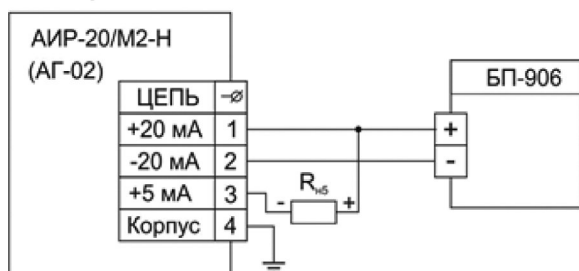 АИР-20/М2-Н
(АГ-02)
ЦЕПЬ
+20 мА 1
-20 мА 2
+5 мА 3
Корпус 4
- Rн5 +
БП-906
+
-